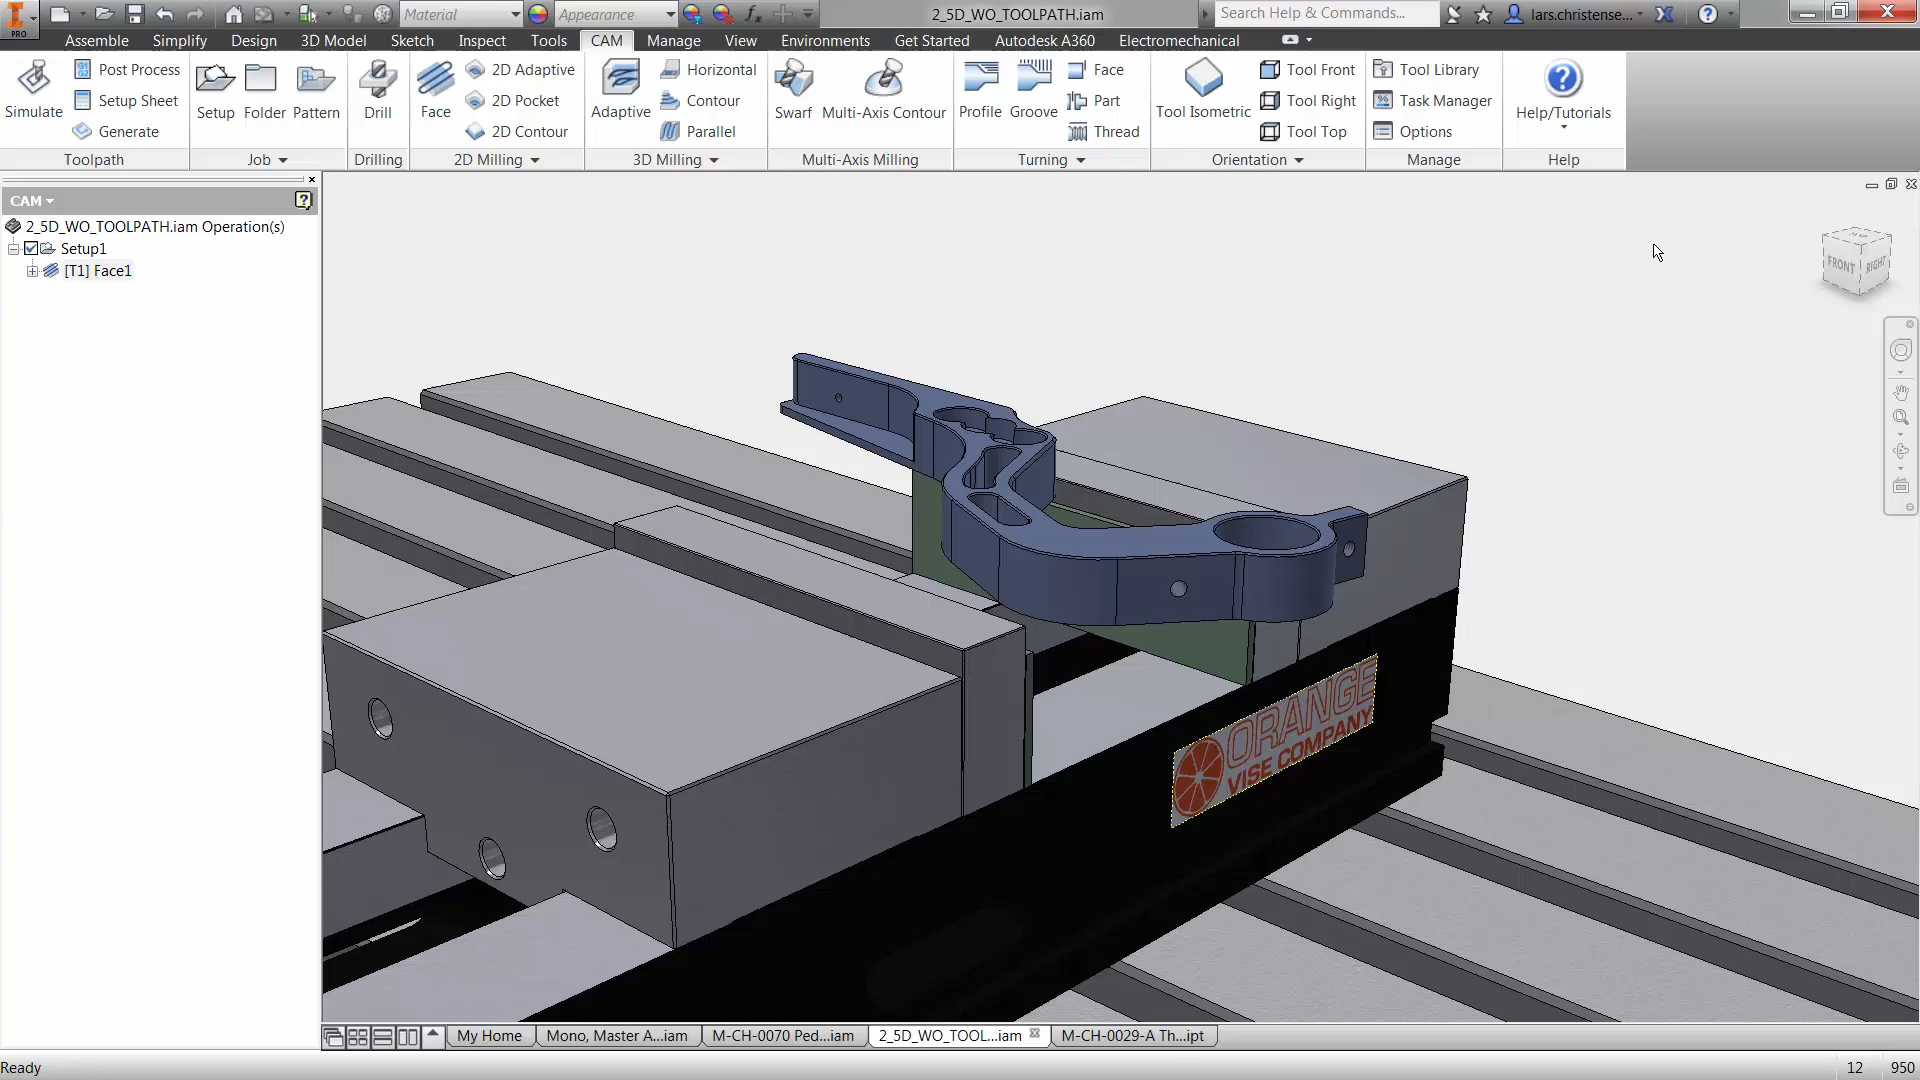 PRO
Material
Appearance
2_5D_WO_TOOLPATH.iam
Search Help & Commands...
lars.christense...
Assemble Simplify Design 3D Model Sketch Inspect Tools CAM Manage View Environments Get Started Autodesk A360 Electromechanical
Simulate
Post Process
Setup Sheet
Generate
Toolpath
Setup Folder Pattern
Job
Drill
Drilling
Face
2D Adaptive
2D Pocket
2D Contour
2D Milling
Adaptive
Horizontal
Contour
Parallel
3D Milling
Swarf Multi-Axis Contour
Multi-Axis Milling
Profile Groove
Face
Part
Thread
Turning
Tool Isometric
Tool Front
Tool Right
Tool Top
Orientation
Tool Library
Task Manager
Options
Manage
Help/Tutorials
Help
CAM
2_5D_WO_TOOLPATH.iam Operation(s)
Setup1
[T1] Face1
FRONT RIGHT
ORANGE
VISE COMPANY
My Home Mono, Master A...iam M-CH-0070 Ped...iam 2_5D_WO_TOOL...iam M-CH-0029-A Th...ipt
Ready 12 950